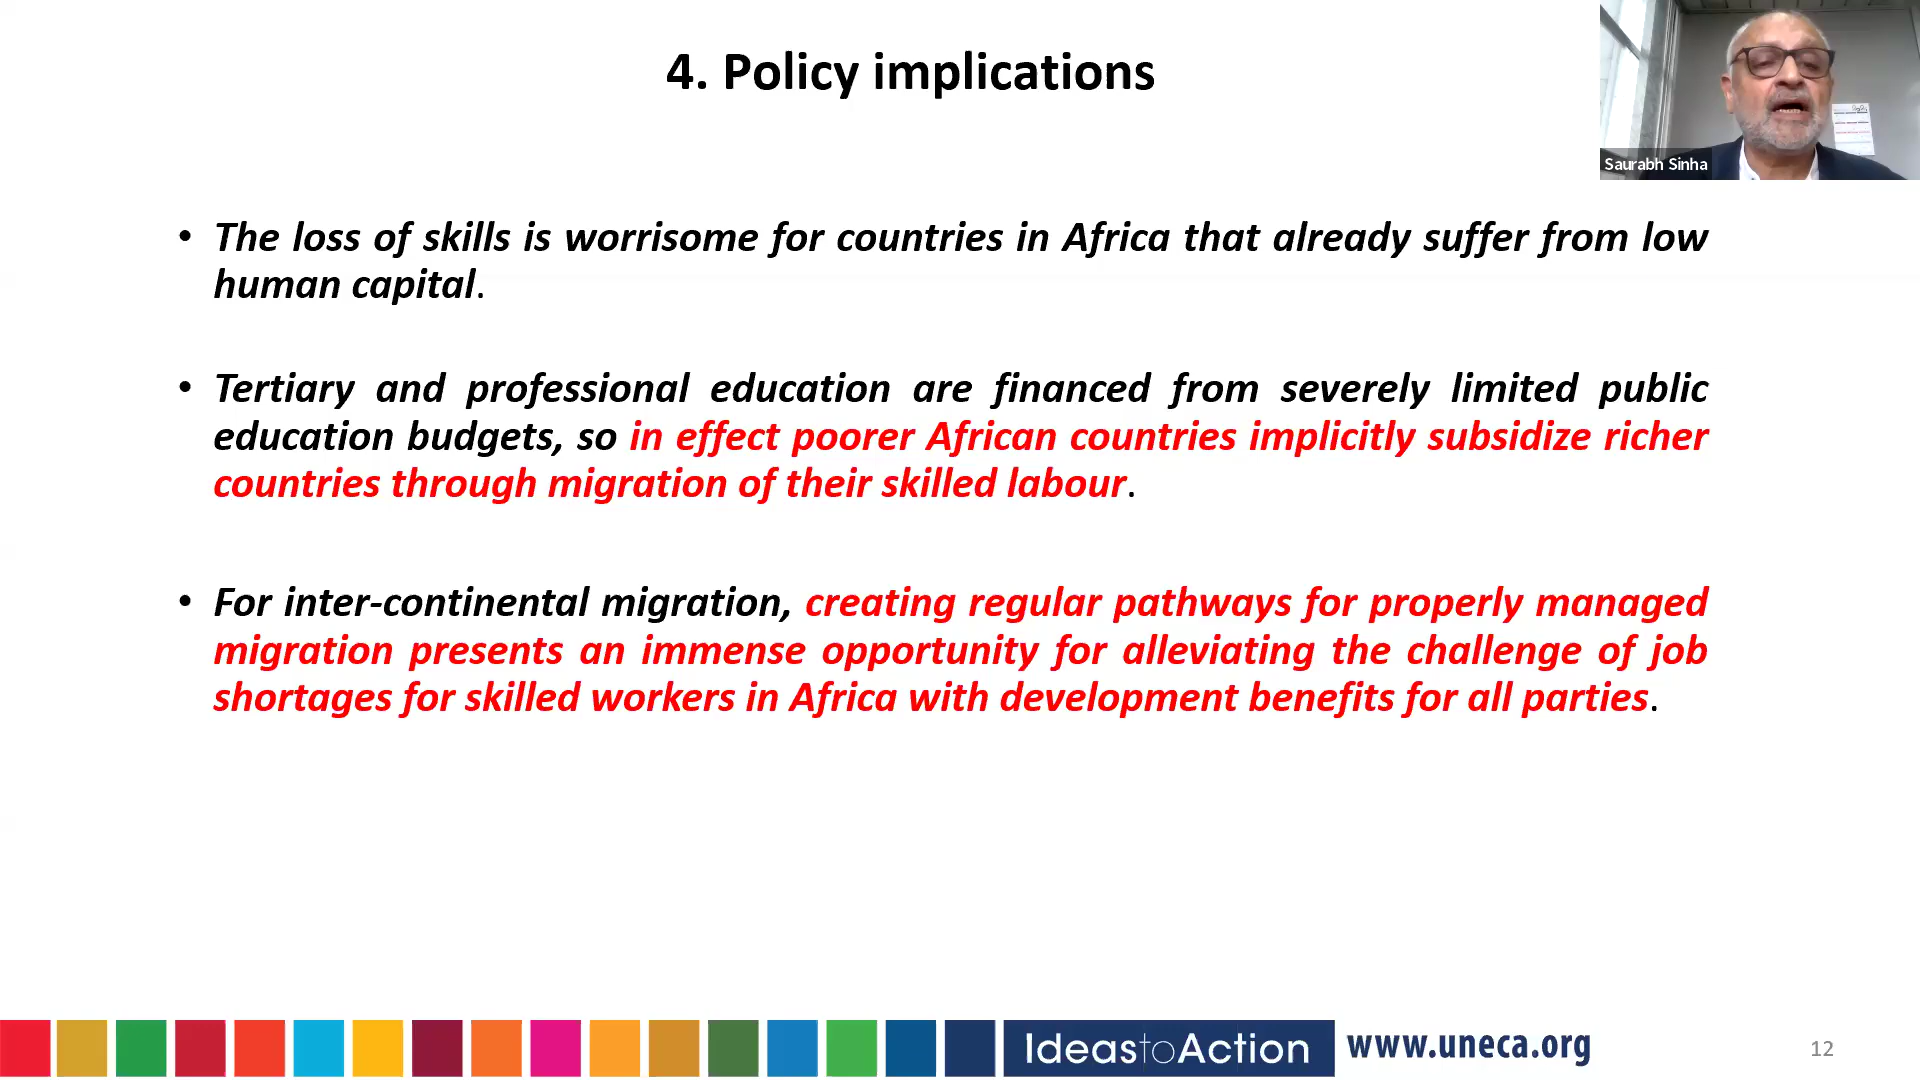 4. Policy implications
Saurabh Sinha
• The loss of skills is worrisome for countries in Africa that already suffer from low
human capital.
• Tertiary and professional education are financed from severely limited public
education budgets, so in effect poorer African countries implicitly subsidize richer
countries through migration of their skilled labour.
• For inter-continental migration, creating regular pathways for properly managed
migration presents an immense opportunity for alleviating the challenge of job
shortages for skilled workers in Africa with development benefits for all parties.
IdeastoAction
www.uneca.org
12